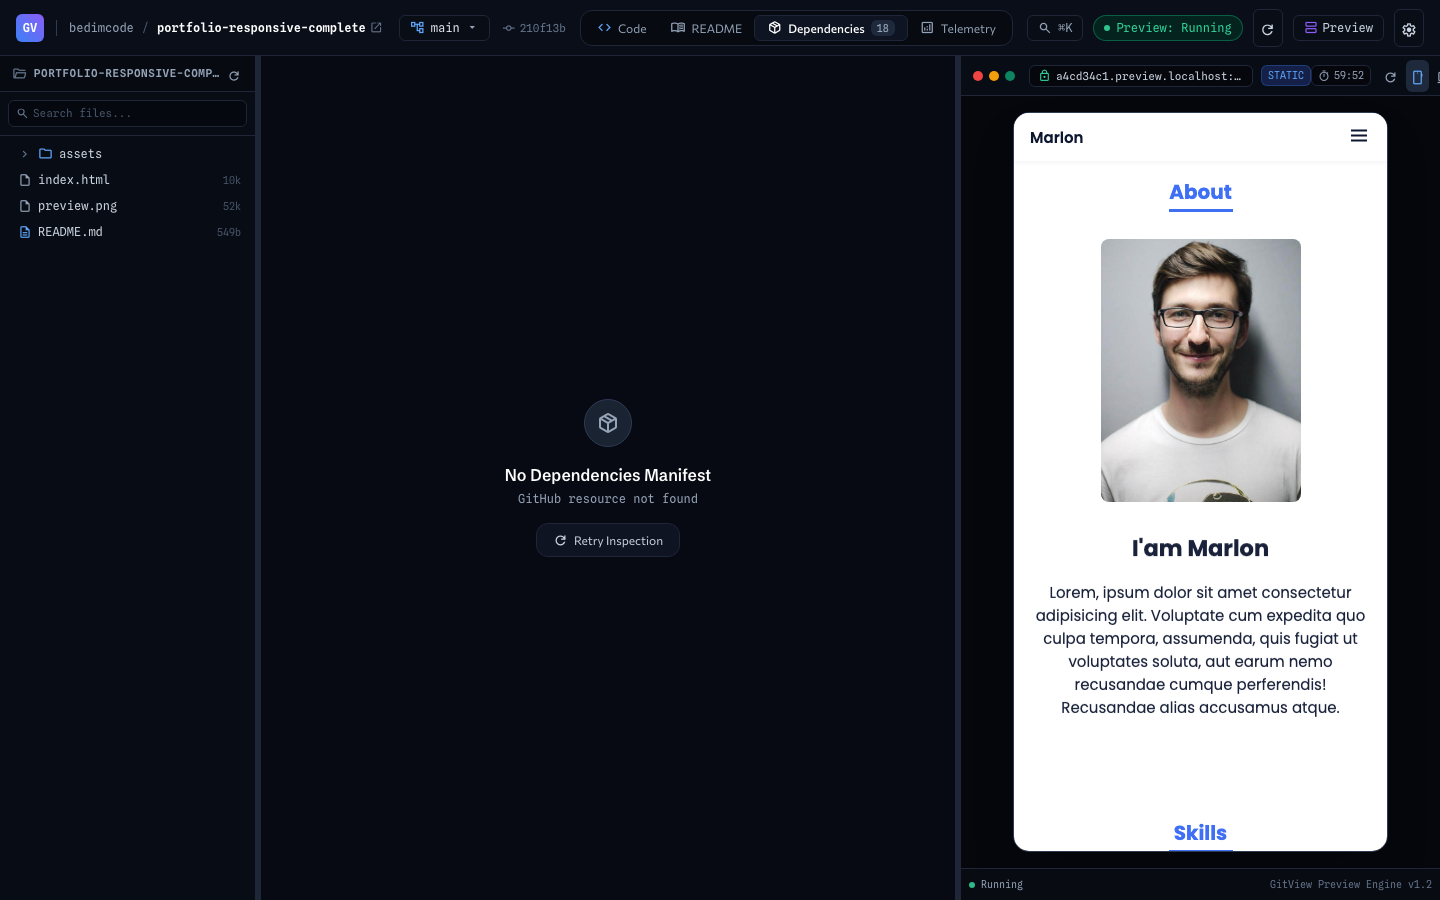 GV
bedimcode / portfolio-responsive-complete
main
210f13b
Code
README
Dependencies 18
Telemetry
⌘K
Preview: Running
Preview
PORTFOLIO-RESPONSIVE-COMP…
Search files...
assets
index.html 10k
preview.png 52k
README.md 549b
No Dependencies Manifest
GitHub resource not found
Retry Inspection
a4cd34c1.preview.localhost:…
STATIC
59:52
Marlon
About
I'am Marlon
Lorem, ipsum dolor sit amet consectetur
adipisicing elit. Voluptate cum expedita quo
culpa tempora, assumenda, quis fugiat ut
voluptates soluta, aut earum nemo
recusandae cumque perferendis!
Recusandae alias accusamus atque.
Skills
Running
GitView Preview Engine v1.2